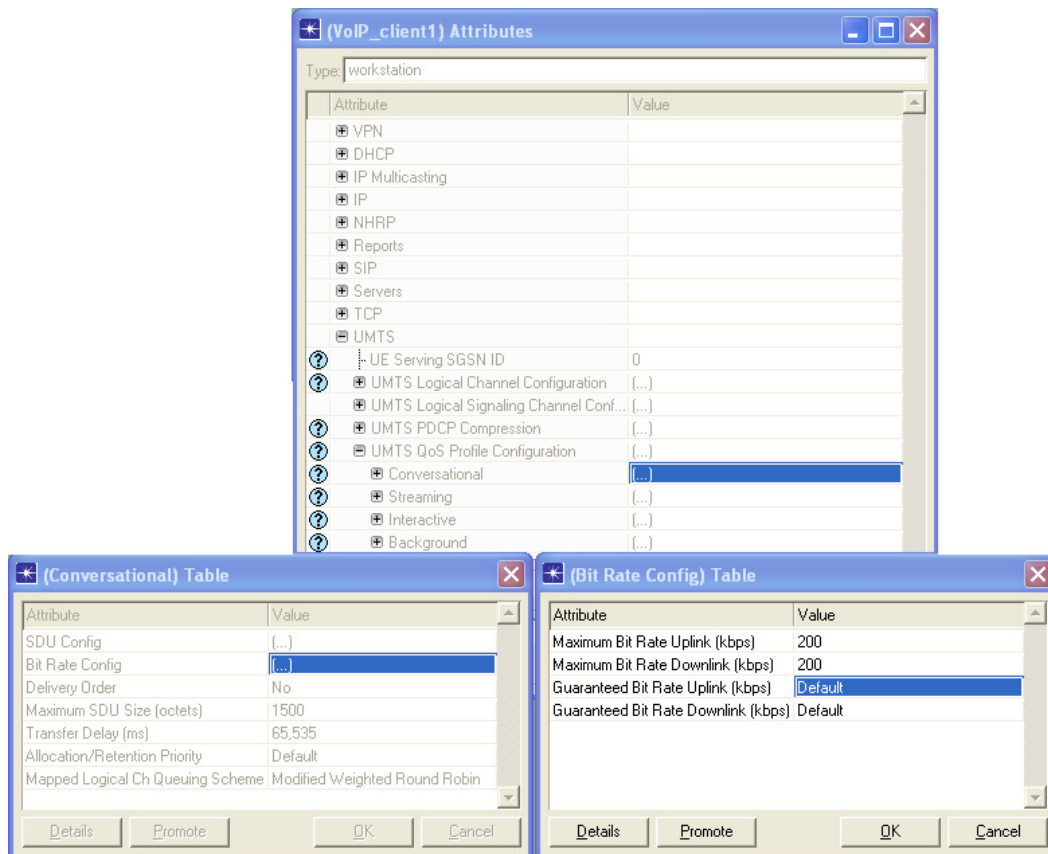 (VoIP_client1) Attributes
Type: workstation
Attribute Value
VPN
DHCP
IP Multicasting
IP
NHRP
Reports
SIP
Servers
TCP
UMTS
UE Serving SGSN ID 0
UMTS Logical Channel Configuration (...)
UMTS Logical Signaling Channel Conf... (...)
UMTS PDCP Compression (...)
UMTS QoS Profile Configuration (...)
Conversational (...)
Streaming (...)
Interactive (...)
Background (...)
(Conversational) Table
Attribute Value
SDU Config (...)
Bit Rate Config (...)
Delivery Order No
Maximum SDU Size (octets) 1500
Transfer Delay (ms) 65,535
Allocation/Retention Priority Default
Mapped Logical Ch Queuing Scheme Modified Weighted Round Robin
Details Promote OK Cancel
(Bit Rate Config) Table
Attribute Value
Maximum Bit Rate Uplink (kbps) 200
Maximum Bit Rate Downlink (kbps) 200
Guaranteed Bit Rate Uplink (kbps) Default
Guaranteed Bit Rate Downlink (kbps) Default
Details Promote OK Cancel